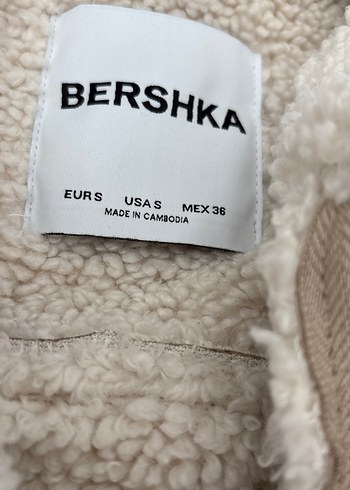 BERSHKA
EUR S USA S MEX 36
MADE IN CAMBODIA